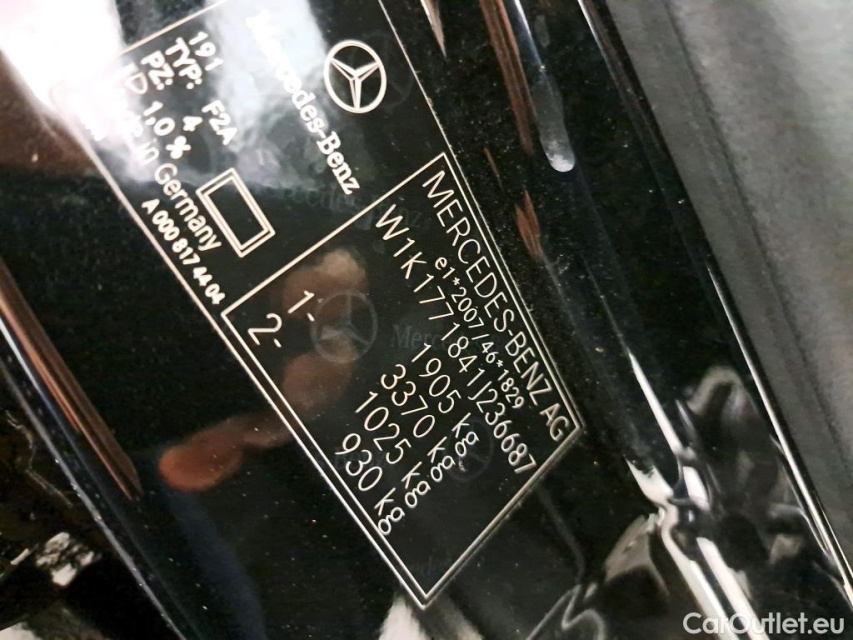 Mercedes-Benz
191
TYP: F2A
PZ: 4
1.0 %
in Germany
A 000 817 44 04
MERCEDES-BENZ AG
e1*2007/46*1829
W1K1771841J236687
1905 kg
3370 kg
1- 1025 kg
2- 930 kg
CarOutlet.eu